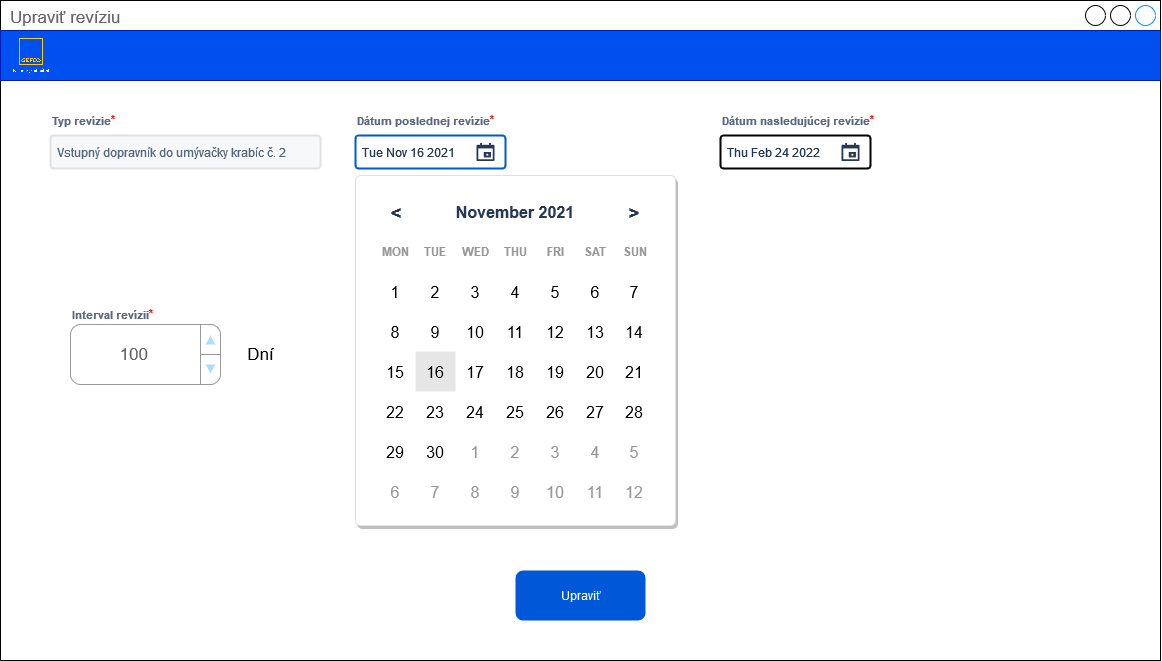 Upraviť revíziu
GEFCO
Typ revízie*
Dátum poslednej revízie*
Dátum nasledujúcej revízie*
Vstupný dopravník do umývačky krabíc č. 2
Tue Nov 16 2021
Thu Feb 24 2022
< November 2021 >
MON TUE WED THU FRI SAT SUN
1 2 3 4 5 6 7
8 9 10 11 12 13 14
15 16 17 18 19 20 21
22 23 24 25 26 27 28
29 30 1 2 3 4 5
6 7 8 9 10 11 12
Interval revízií*
100
Dní
Upraviť